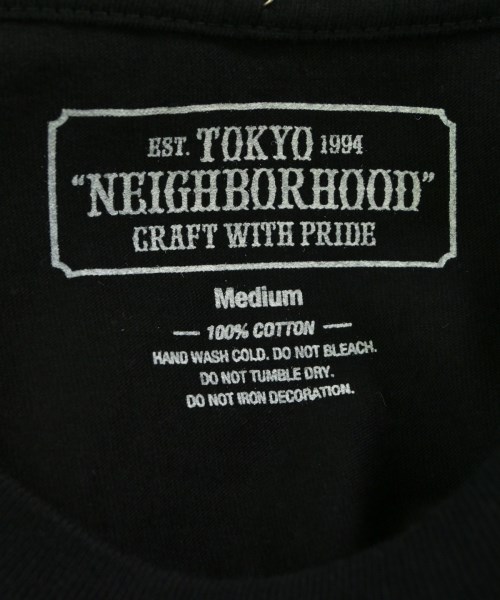 EST. TOKYO 1994
"NEIGHBORHOOD"
CRAFT WITH PRIDE
Medium
— 100% COTTON —
HAND WASH COLD. DO NOT BLEACH.
DO NOT TUMBLE DRY.
DO NOT IRON DECORATION.